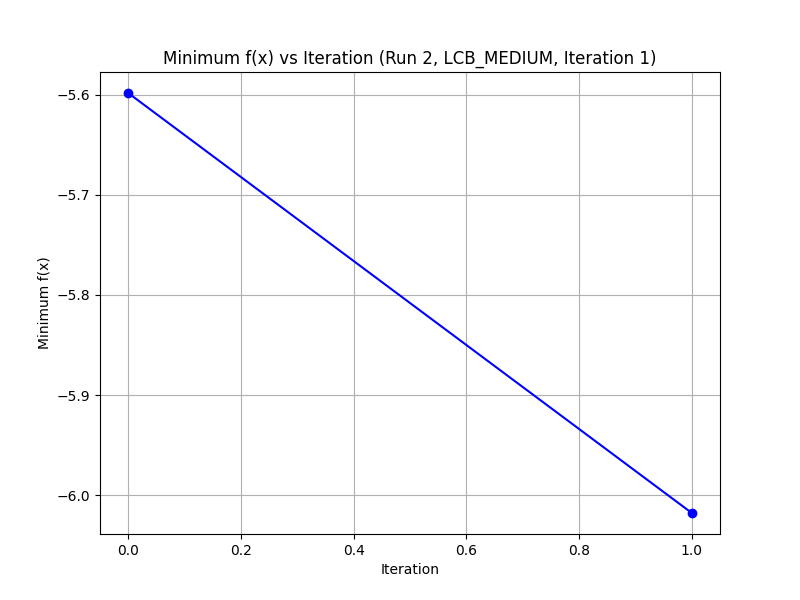 Minimum f(x) vs Iteration (Run 2, LCB_MEDIUM, Iteration 1)
−5.6
−5.7
−5.8
−5.9
−6.0
Minimum f(x)
0.0 0.2 0.4 0.6 0.8 1.0
Iteration